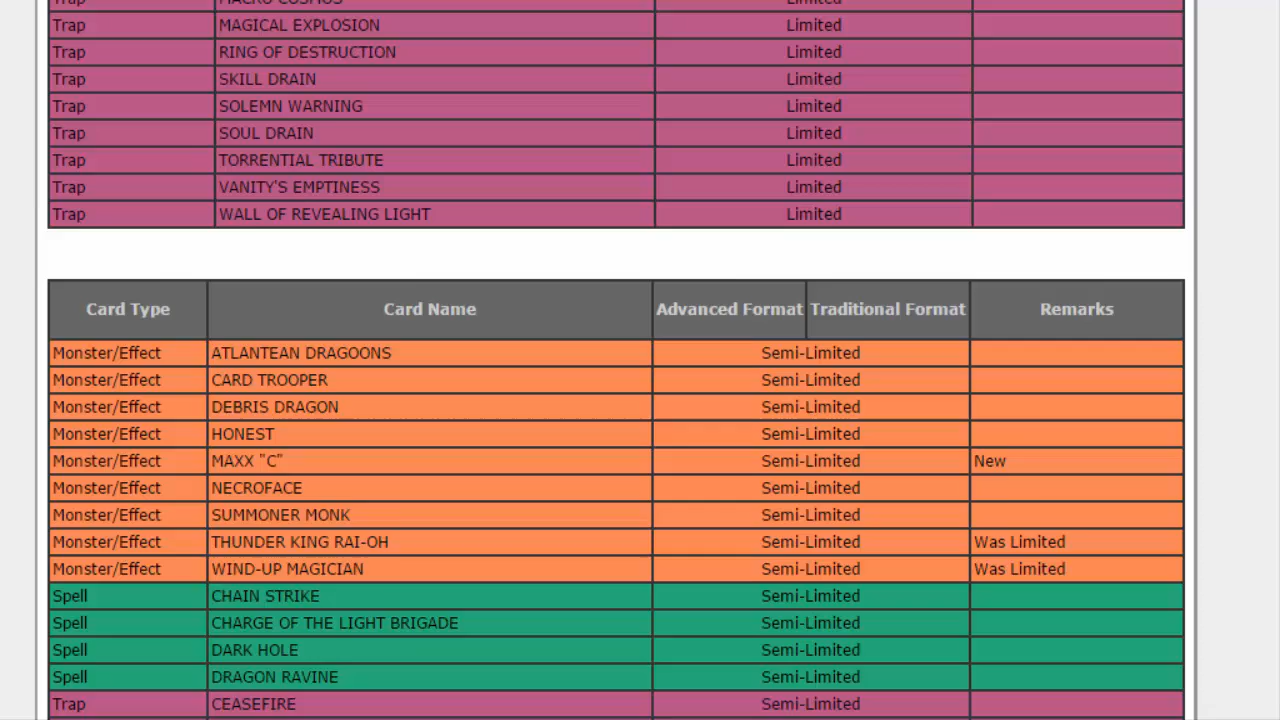 Trap MACRO COSMOS Limited
Trap MAGICAL EXPLOSION Limited
Trap RING OF DESTRUCTION Limited
Trap SKILL DRAIN Limited
Trap SOLEMN WARNING Limited
Trap SOUL DRAIN Limited
Trap TORRENTIAL TRIBUTE Limited
Trap VANITY'S EMPTINESS Limited
Trap WALL OF REVEALING LIGHT Limited
Card Type Card Name Advanced Format Traditional Format Remarks
Monster/Effect ATLANTEAN DRAGOONS Semi-Limited
Monster/Effect CARD TROOPER Semi-Limited
Monster/Effect DEBRIS DRAGON Semi-Limited
Monster/Effect HONEST Semi-Limited
Monster/Effect MAXX "C" Semi-Limited New
Monster/Effect NECROFACE Semi-Limited
Monster/Effect SUMMONER MONK Semi-Limited
Monster/Effect THUNDER KING RAI-OH Semi-Limited Was Limited
Monster/Effect WIND-UP MAGICIAN Semi-Limited Was Limited
Spell CHAIN STRIKE Semi-Limited
Spell CHARGE OF THE LIGHT BRIGADE Semi-Limited
Spell DARK HOLE Semi-Limited
Spell DRAGON RAVINE Semi-Limited
Trap CEASEFIRE Semi-Limited